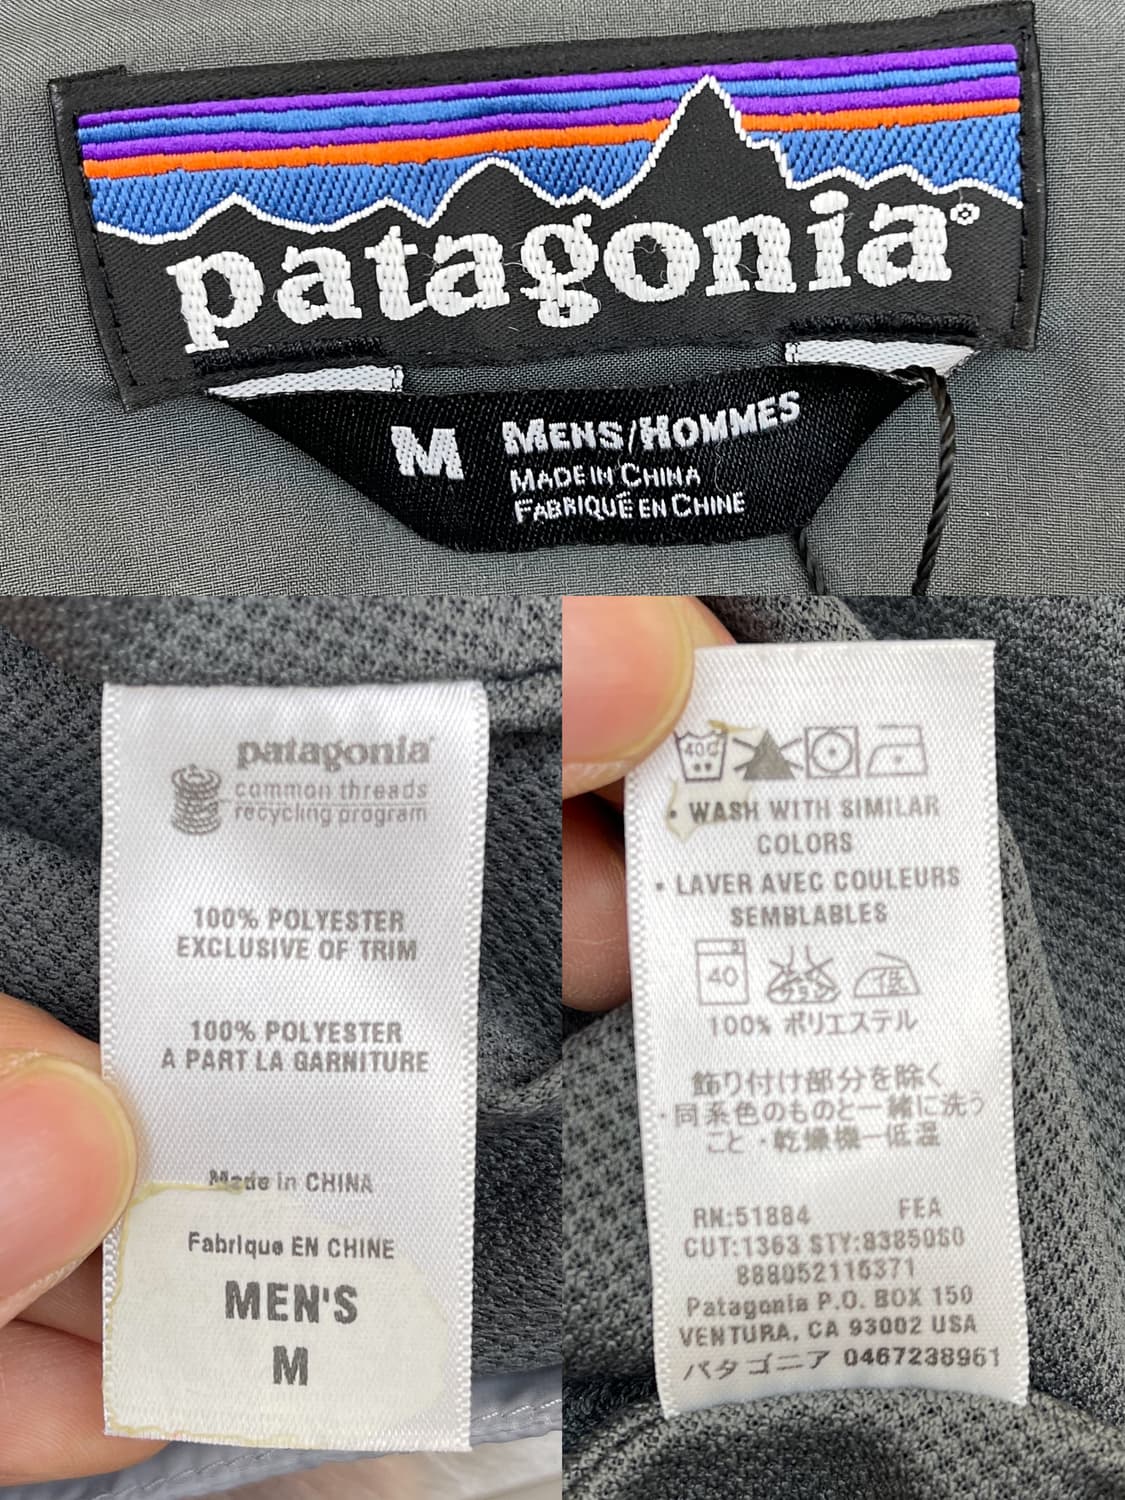 patagonia®
M MENS/HOMMES
MADE IN CHINA
FABRIQUÉ EN CHINE
patagonia®
common threads
recycling program
100% POLYESTER
EXCLUSIVE OF TRIM
100% POLYESTER
À PART LA GARNITURE
Made in CHINA
Fabrique EN CHINE
MEN'S
M
40C
• WASH WITH SIMILAR
COLORS
• LAVER AVEC COULEURS
SEMBLABLES
40 低
100% ポリエステル
飾り付け部分を除く
・同系色のものと一緒に洗う
こと・乾燥機ー低温
RN:51884 FEA
CUT:1363 STY:83850S0
888052115371
Patagonia P.O. BOX 150
VENTURA, CA 93002 USA
パタゴニア 0467238961